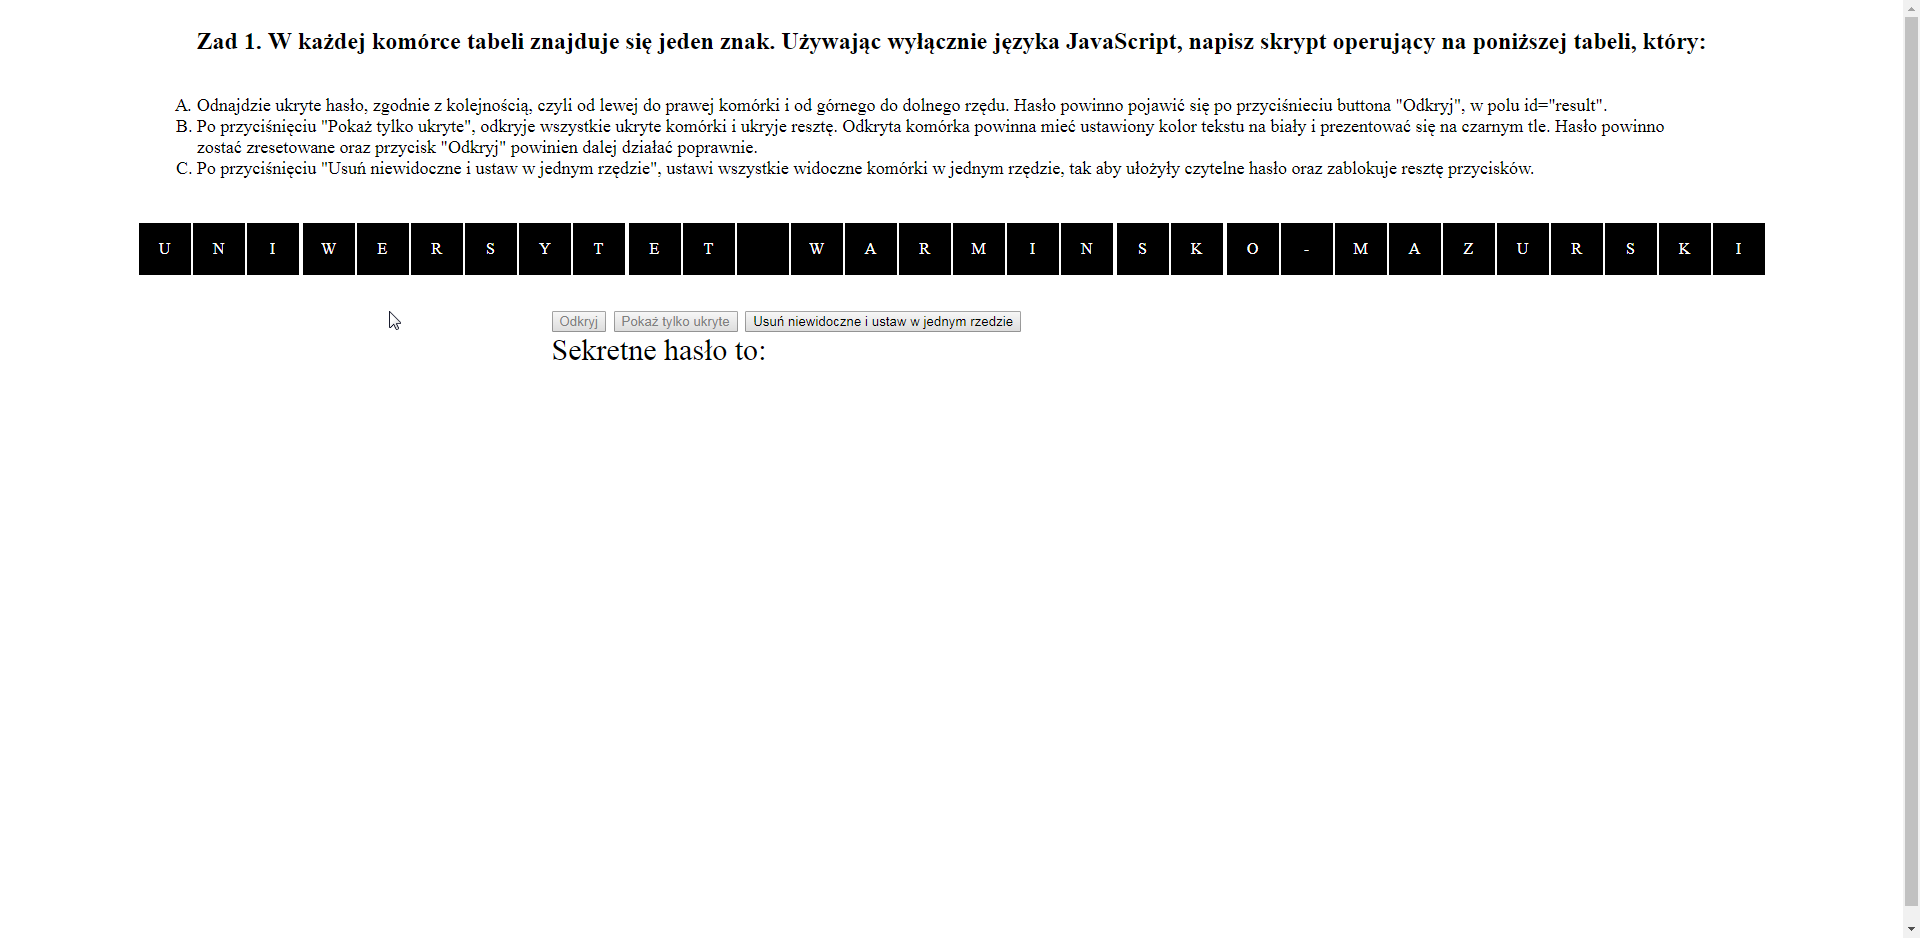 Zad 1. W każdej komórce tabeli znajduje się jeden znak. Używając wyłącznie języka JavaScript, napisz skrypt operujący na poniższej tabeli, który:
A. Odnajdzie ukryte hasło, zgodnie z kolejnością, czyli od lewej do prawej komórki i od górnego do dolnego rzędu. Hasło powinno pojawić się po przyciśnieciu buttona "Odkryj", w polu id="result".
B. Po przyciśnięciu "Pokaż tylko ukryte", odkryje wszystkie ukryte komórki i ukryje resztę. Odkryta komórka powinna mieć ustawiony kolor tekstu na biały i prezentować się na czarnym tle. Hasło powinno
zostać zresetowane oraz przycisk "Odkryj" powinien dalej działać poprawnie.
C. Po przyciśnięciu "Usuń niewidoczne i ustaw w jednym rzędzie", ustawi wszystkie widoczne komórki w jednym rzędzie, tak aby ułożyły czytelne hasło oraz zablokuje resztę przycisków.
U N I W E R S Y T E T W A R M I N S K O - M A Z U R S K I
Odkryj Pokaż tylko ukryte Usuń niewidoczne i ustaw w jednym rzedzie
Sekretne hasło to: